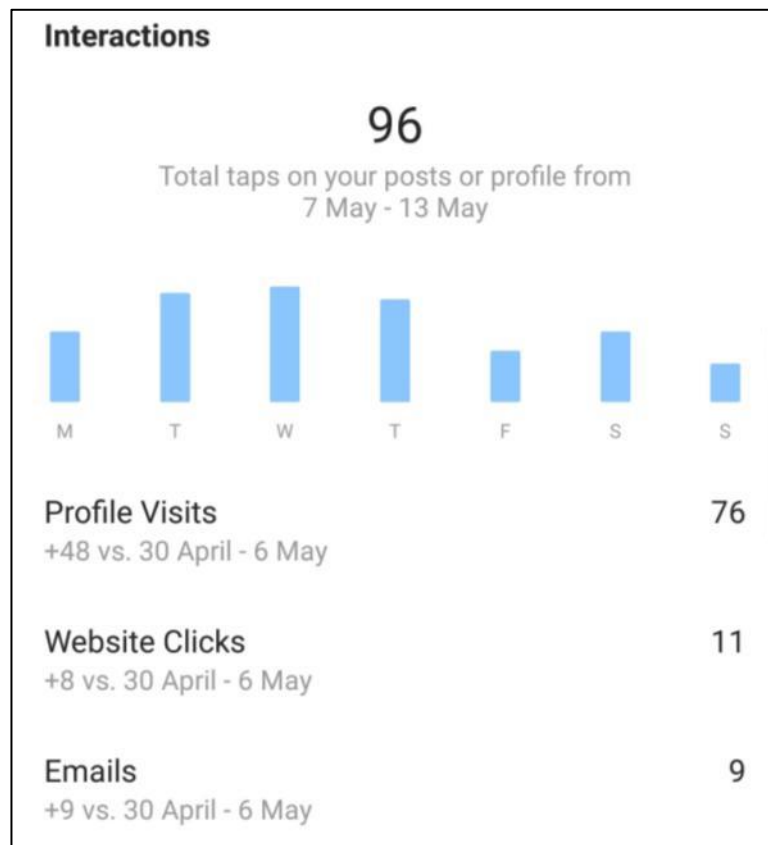 Interactions
96
Total taps on your posts or profile from
7 May - 13 May
M T W T F S S
Profile Visits 76
+48 vs. 30 April - 6 May
Website Clicks 11
+8 vs. 30 April - 6 May
Emails 9
+9 vs. 30 April - 6 May